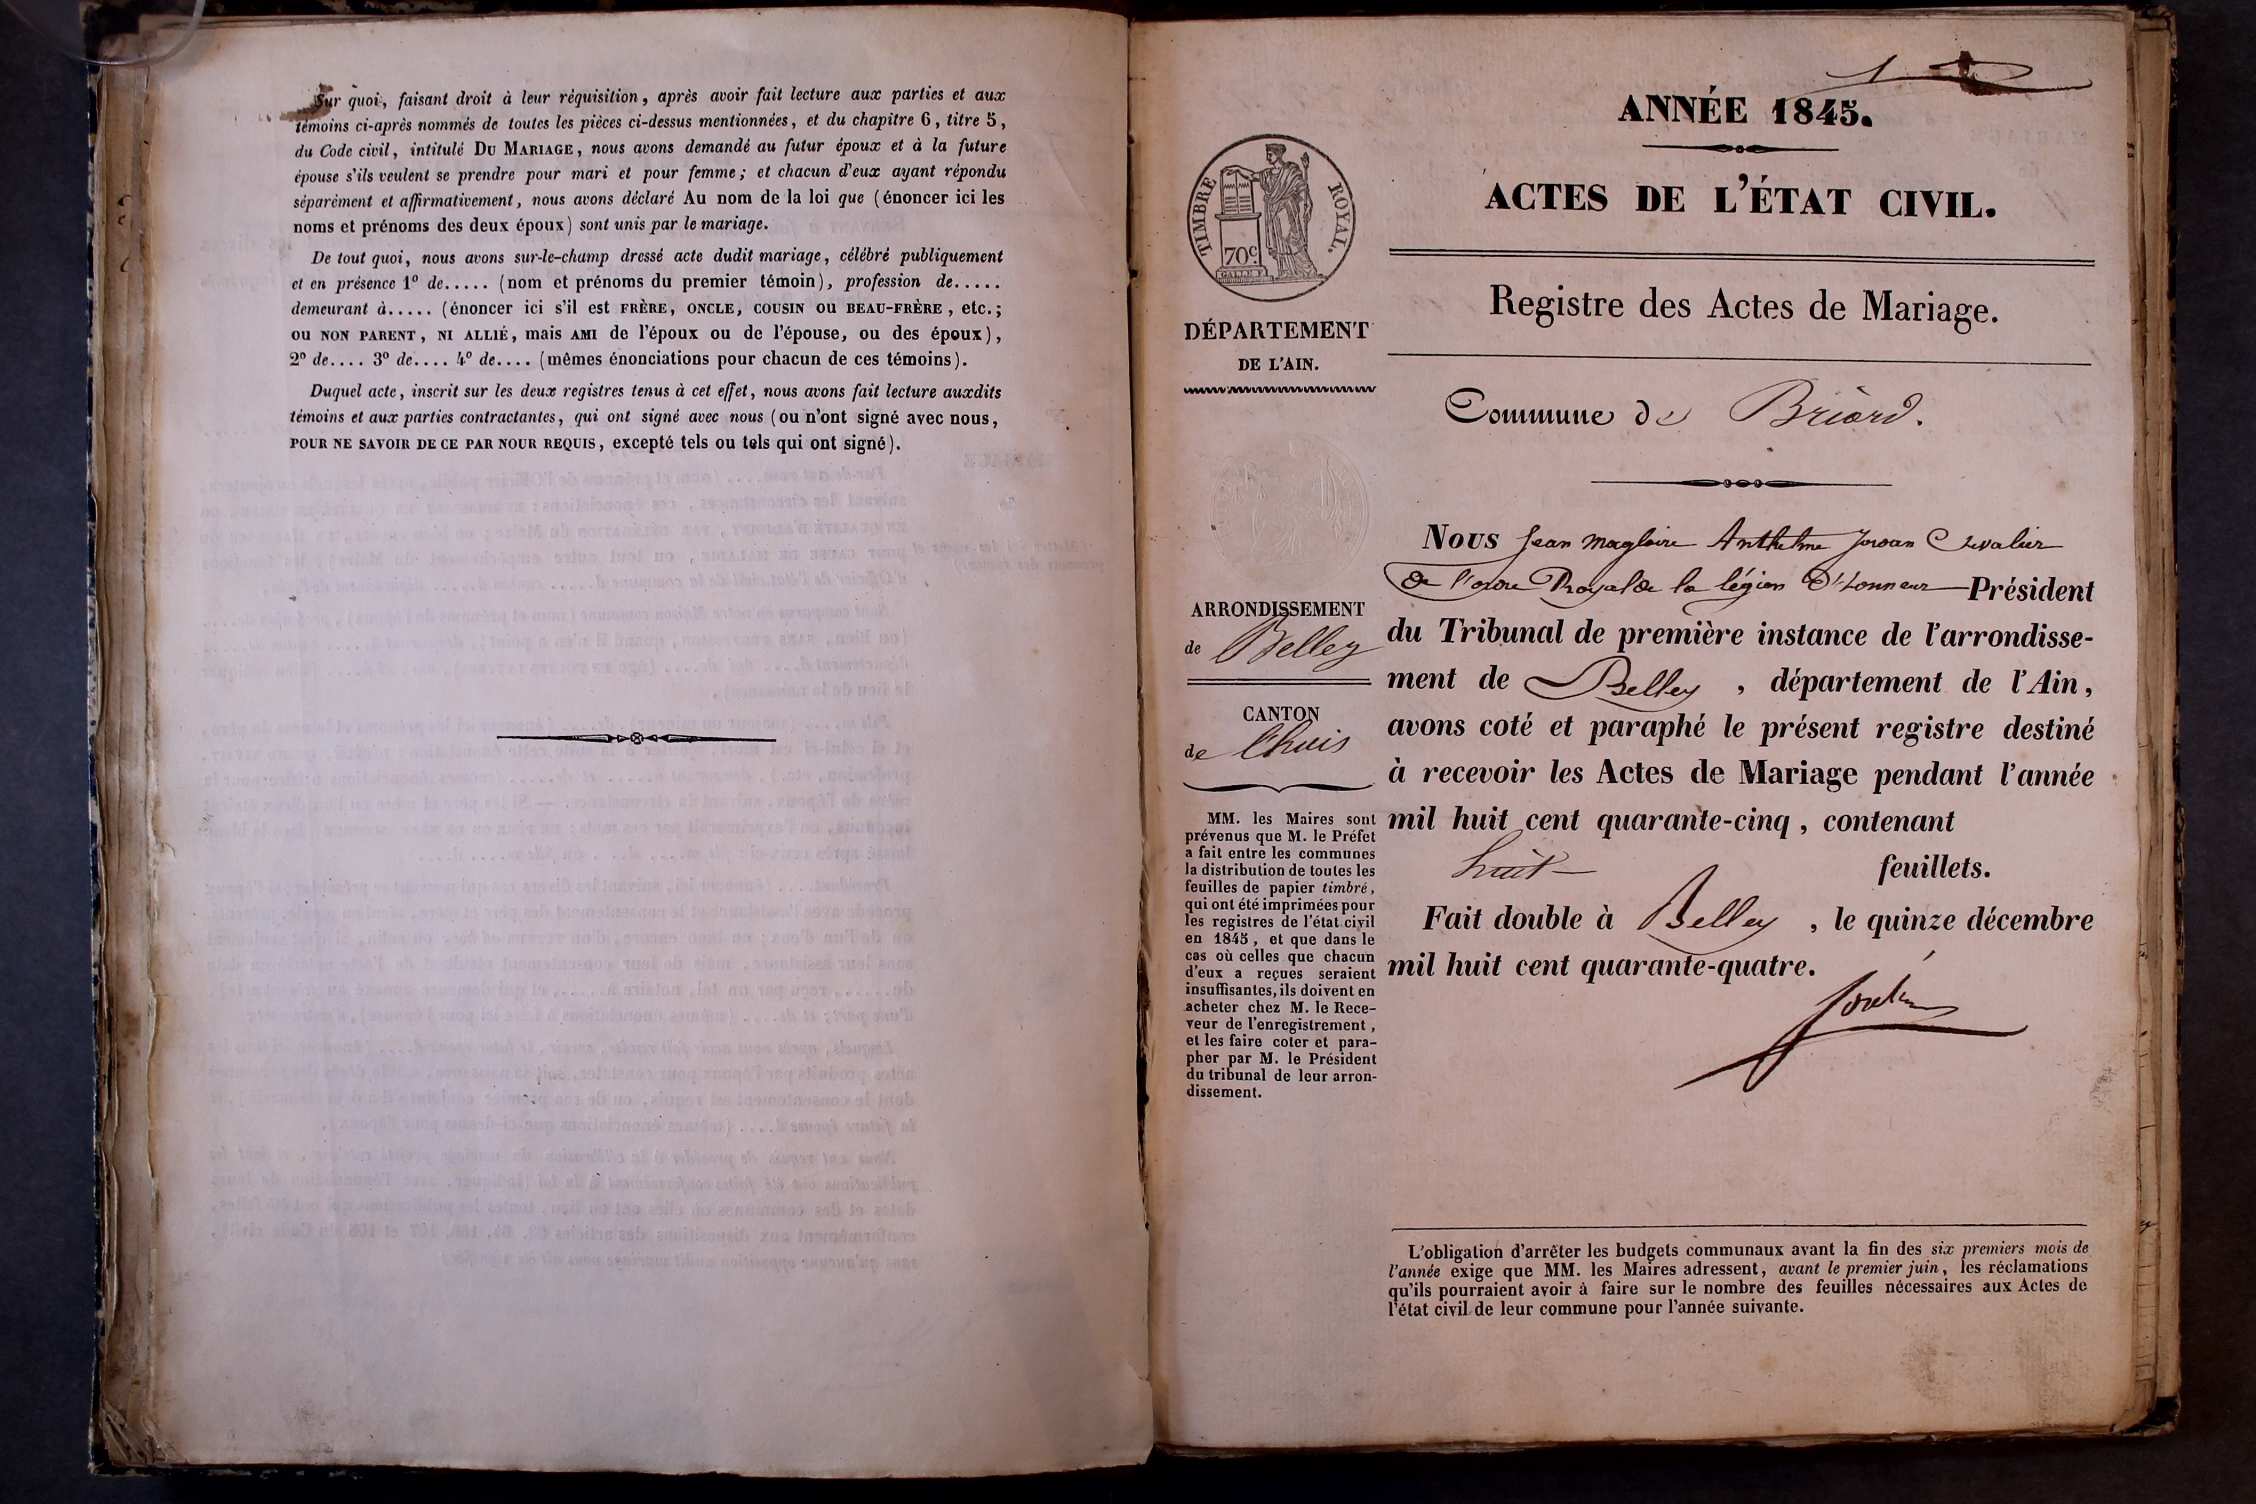 Sur quoi, faisant droit à leur réquisition, après avoir fait lecture aux parties et aux
témoins ci-après nommés de toutes les pièces ci-dessus mentionnées, et du chapitre 6, titre 5,
du Code civil, intitulé DU MARIAGE, nous avons demandé au futur époux et à la future
épouse s'ils veulent se prendre pour mari et pour femme; et chacun d'eux ayant répondu
séparément et affirmativement, nous avons déclaré Au nom de la loi que (énoncer ici les
noms et prénoms des deux époux) sont unis par le mariage.
De tout quoi, nous avons sur-le-champ dressé acte dudit mariage, célébré publiquement
et en présence 1º de..... (nom et prénoms du premier témoin), profession de.....
demeurant à..... (énoncer ici s'il est FRÈRE, ONCLE, COUSIN OU BEAU-FRÈRE, etc.;
OU NON PARENT, NI ALLIÉ, mais AMI de l'époux ou de l'épouse, ou des époux),
2º de.... 3º de.... 4º de.... (mêmes énonciations pour chacun de ces témoins).
Duquel acte, inscrit sur les deux registres tenus à cet effet, nous avons fait lecture auxdits
témoins et aux parties contractantes, qui ont signé avec nous (ou n'ont signé avec nous,
POUR NE SAVOIR DE CE PAR NOUR REQUIS, excepté tels ou tels qui ont signé).
ANNÉE 1845.
ACTES DE L'ÉTAT CIVIL.
Registre des Actes de Mariage.
Commune de Briord.
TIMBRE ROYAL.
70c.
DÉPARTEMENT
DE L'AIN.
ARRONDISSEMENT
de Belley
CANTON
de Lhuis
MM. les Maires sont
prévenus que M. le Préfet
a fait entre les communes
la distribution de toutes les
feuilles de papier timbré,
qui ont été imprimées pour
les registres de l'état civil
en 1845, et que dans le
cas où celles que chacun
d'eux a reçues seraient
insuffisantes, ils doivent en
acheter chez M. le Rece-
veur de l'enregistrement,
et les faire coter et para-
pher par M. le Président
du tribunal de leur arron-
dissement.
Nous Jean Magloire Anthelme Jordan Chevalier
de l'ordre Royal de la légion d'honneur Président
du Tribunal de première instance de l'arrondisse-
ment de Belley, département de l'Ain,
avons coté et paraphé le présent registre destiné
à recevoir les Actes de Mariage pendant l'année
mil huit cent quarante-cinq, contenant
huit feuillets.
Fait double à Belley, le quinze décembre
mil huit cent quarante-quatre.
Jordan
L'obligation d'arrêter les budgets communaux avant la fin des six premiers mois de
l'année exige que MM. les Maires adressent, avant le premier juin, les réclamations
qu'ils pourraient avoir à faire sur le nombre des feuilles nécessaires aux Actes de
l'état civil de leur commune pour l'année suivante.